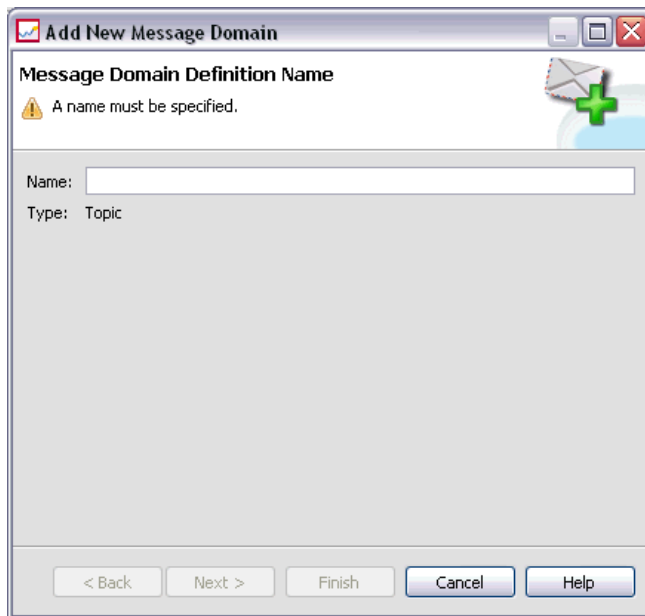 Add New Message Domain
Message Domain Definition Name
A name must be specified.
Name:
Type: Topic
< Back Next > Finish Cancel Help